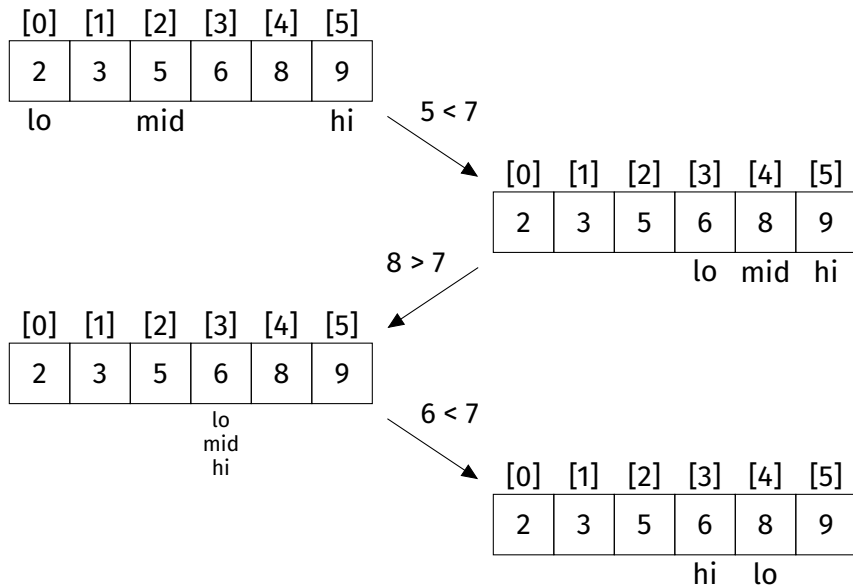 [0] [1] [2] [3] [4] [5]
2 3 5 6 8 9
lo mid hi
5 < 7
[0] [1] [2] [3] [4] [5]
2 3 5 6 8 9
lo mid hi
8 > 7
[0] [1] [2] [3] [4] [5]
2 3 5 6 8 9
lo
mid
hi
6 < 7
[0] [1] [2] [3] [4] [5]
2 3 5 6 8 9
hi lo